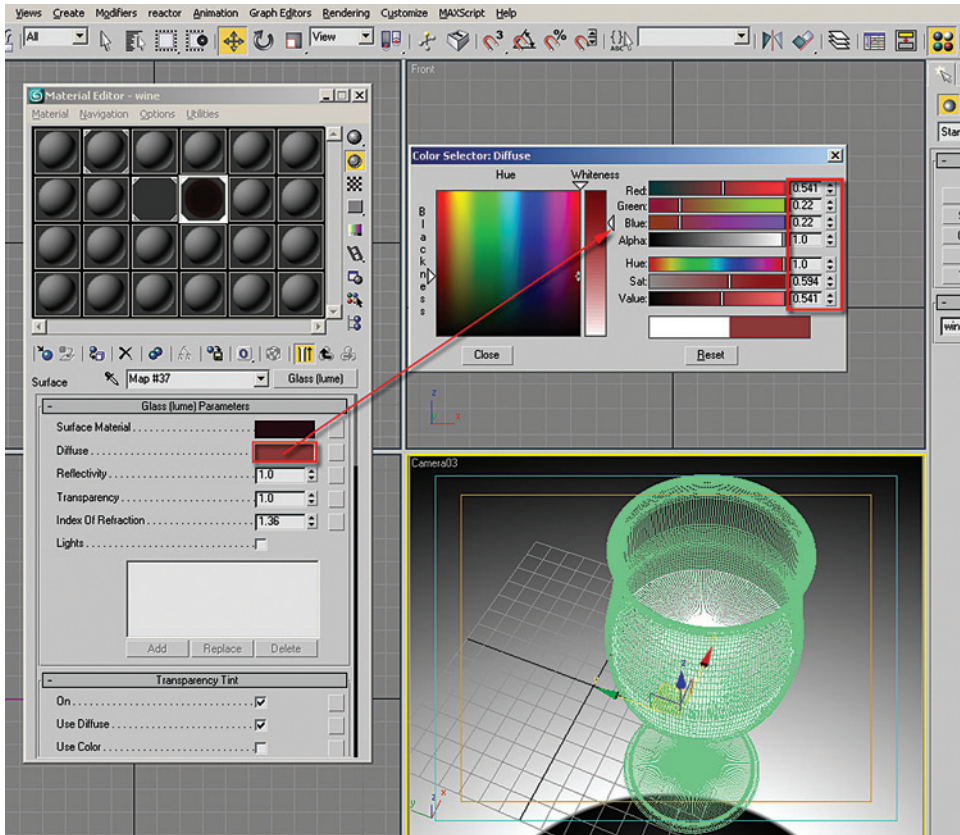 Views Create Modifiers reactor Animation Graph Editors Rendering Customize MAXScript Help
All
View
Front
Material Editor - wine
Material Navigation Options Utilities
Color Selector: Diffuse
Hue
Whiteness
Blackness
Red: 0.541
Green: 0.22
Blue: 0.22
Alpha: 1.0
Hue: 1.0
Sat: 0.594
Value: 0.541
Close
Reset
Surface
Map #37
Glass (lume)
- Glass (lume) Parameters
Surface Material
Diffuse
Reflectivity 1.0
Transparency 1.0
Index Of Refraction 1.36
Lights
Add Replace Delete
- Transparency Tint
On
Use Diffuse
Use Color
z
x
Camera03
z
x
y
Star
win